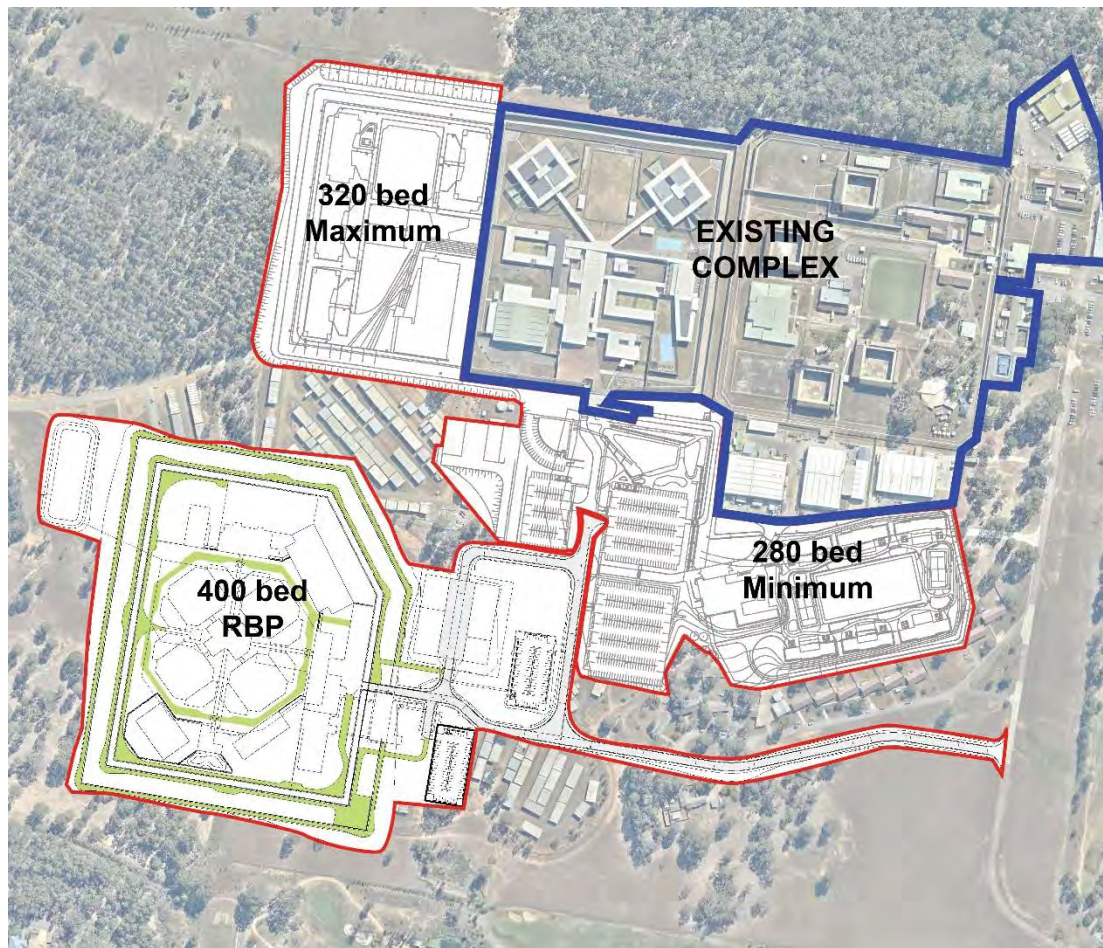 320 bed
Maximum
EXISTING
COMPLEX
280 bed
Minimum
400 bed
RBP